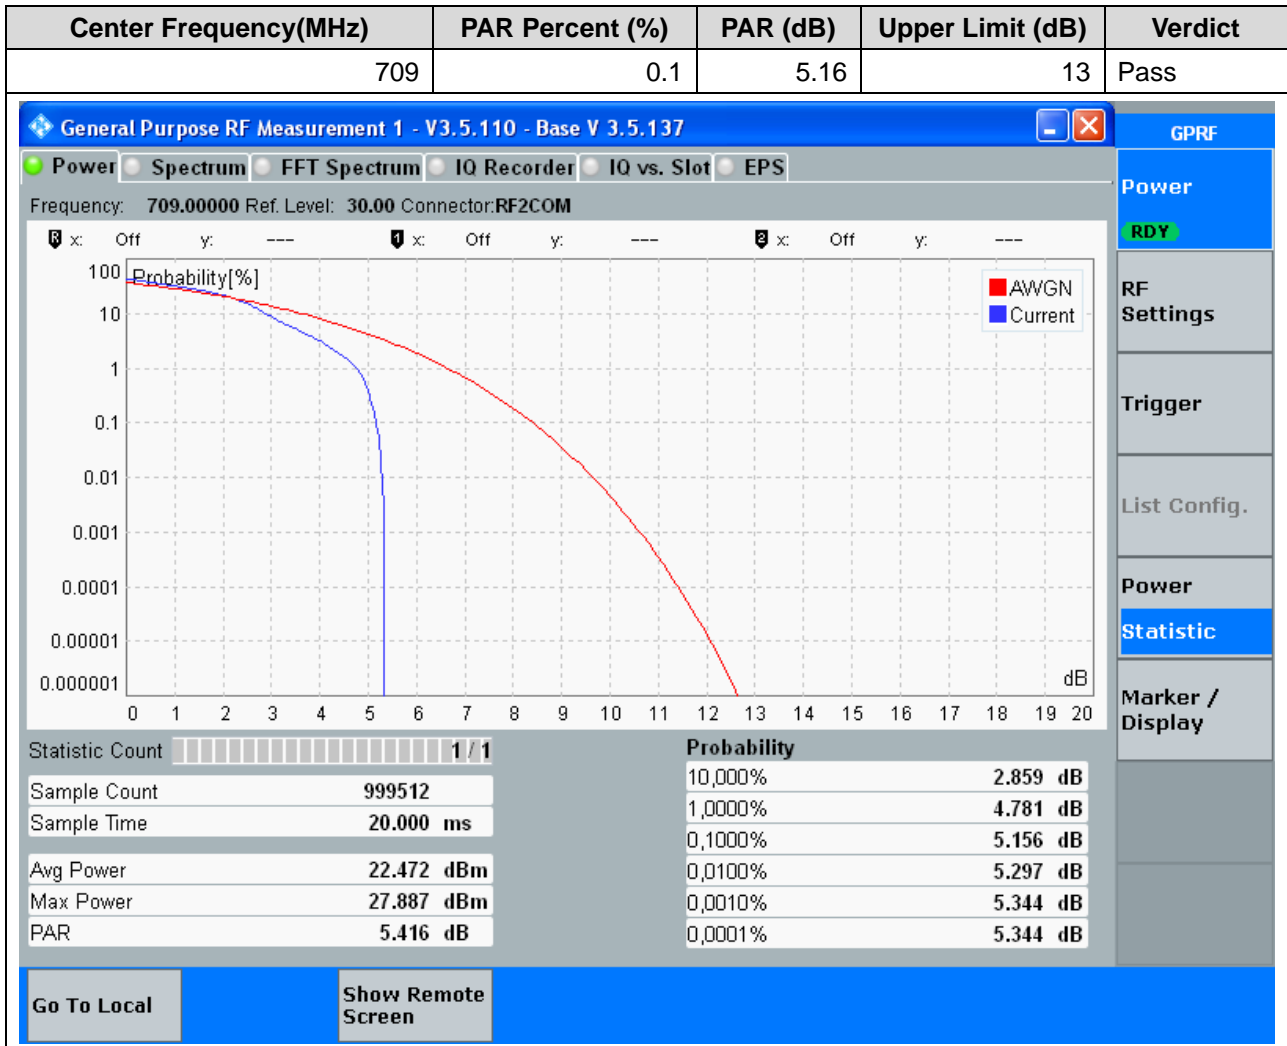 Center Frequency(MHz) PAR Percent (%) PAR (dB) Upper Limit (dB) Verdict
709 0.1 5.16 13 Pass
General Purpose RF Measurement 1 - V3.5.110 - Base V 3.5.137
GPRF
Power Spectrum FFT Spectrum IQ Recorder IQ vs. Slot EPS
Power
RDY
Frequency: 709.00000 Ref. Level: 30.00 Connector:RF2COM
R x: Off y: --- 1 x: Off y: --- 2 x: Off y: ---
Probability[%]
AWGN
Current
100
10
1
0.1
0.01
0.001
0.0001
0.00001
0.000001
dB
0 1 2 3 4 5 6 7 8 9 10 11 12 13 14 15 16 17 18 19 20
RF
Settings
Trigger
List Config.
Power
Statistic
Marker /
Display
Statistic Count 1 / 1
Sample Count 999512
Sample Time 20.000 ms
Avg Power 22.472 dBm
Max Power 27.887 dBm
PAR 5.416 dB
Probability
10,000% 2.859 dB
1,0000% 4.781 dB
0,1000% 5.156 dB
0,0100% 5.297 dB
0,0010% 5.344 dB
0,0001% 5.344 dB
Go To Local
Show Remote
Screen